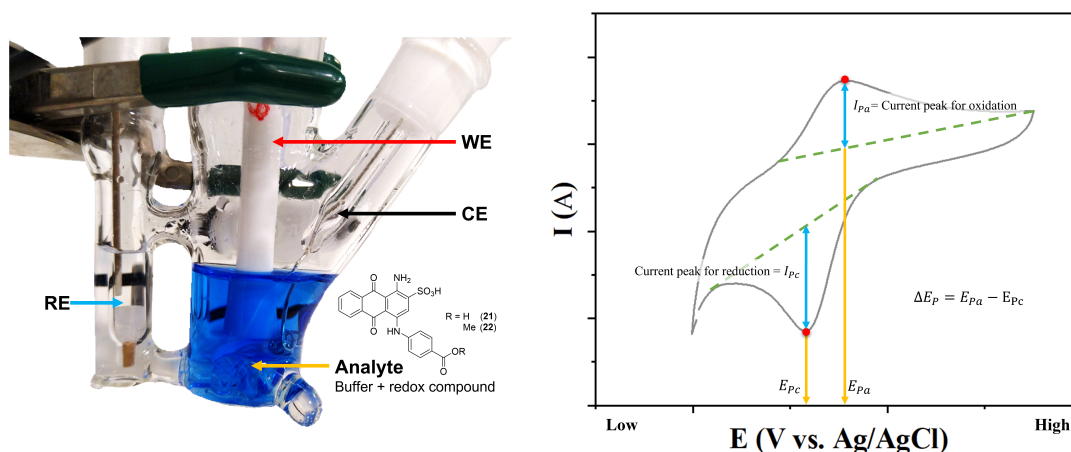 WE
CE
RE
O
NH₂
SO₃H
O
HN
R = H (21)
Me (22)
OR
O
Analyte
Buffer + redox compound
I (A)
I_Pa= Current peak for oxidation
Current peak for reduction = I_Pc
ΔE_P = E_Pa − E_Pc
E_Pc
E_Pa
Low
High
E (V vs. Ag/AgCl)